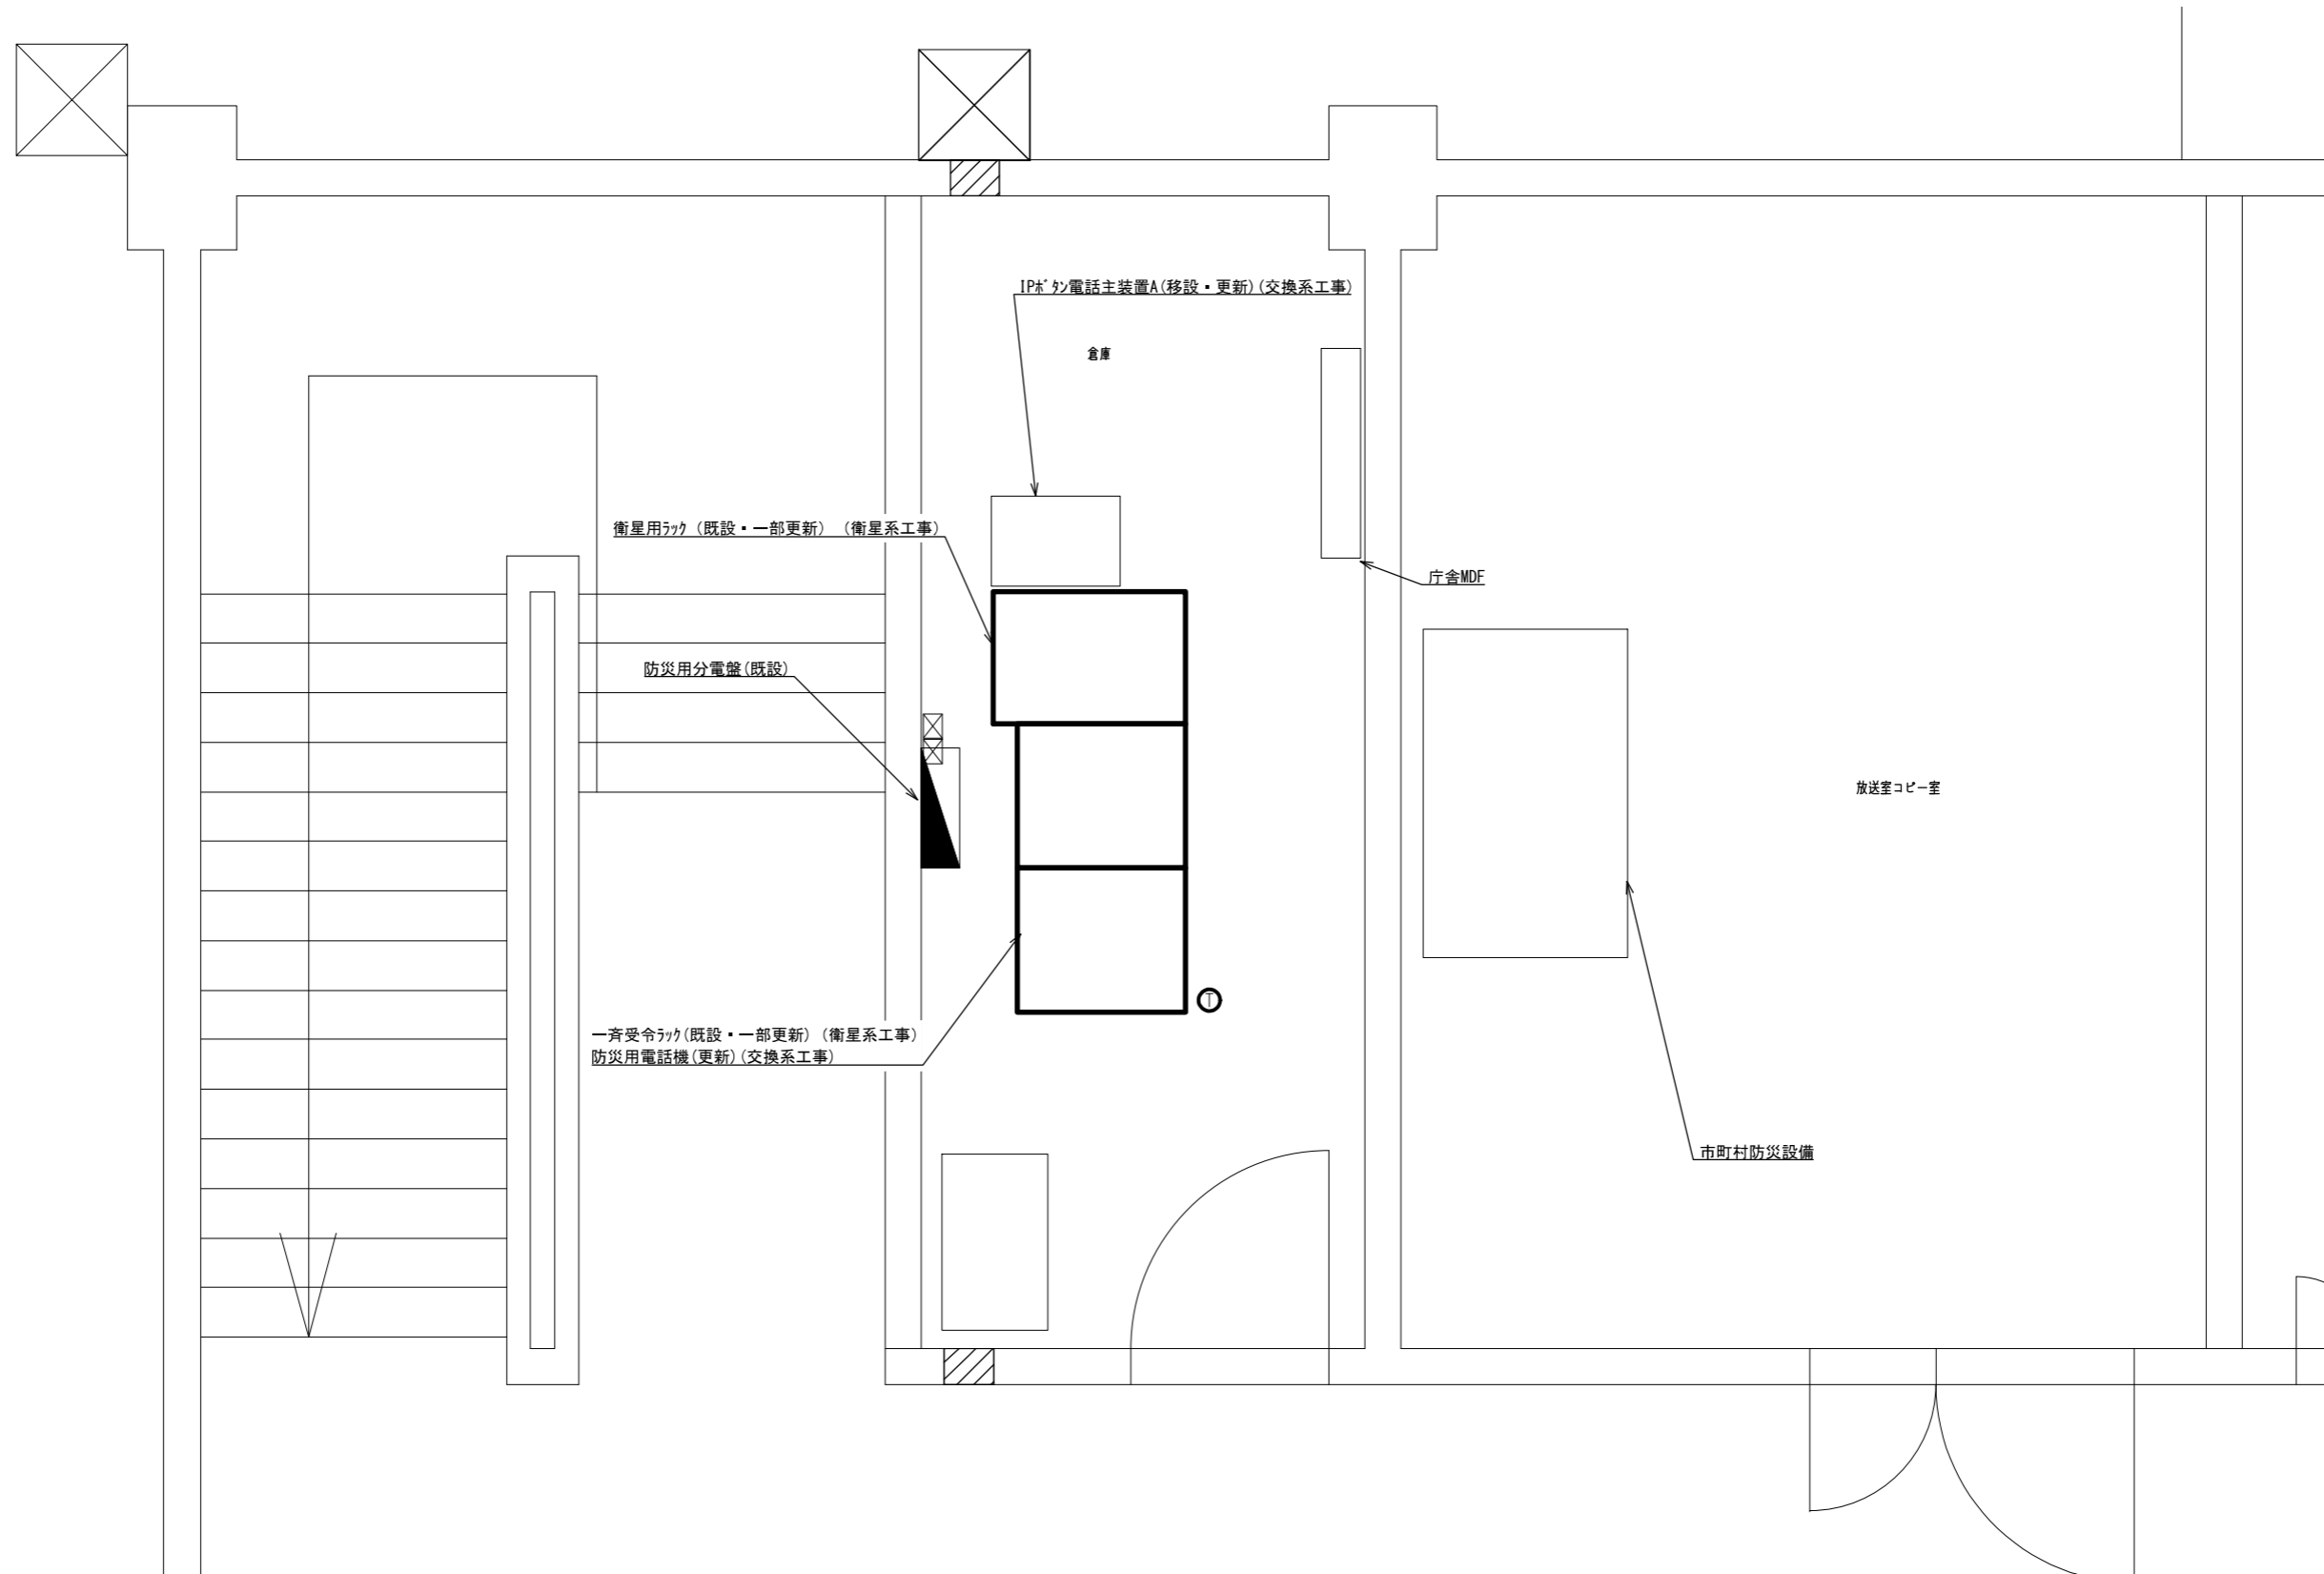 IPﾎﾞﾀﾝ電話主装置A(移設・更新)(交換系工事)
倉庫
衛星用ﾗｯｸ（既設・一部更新）（衛星系工事）
庁舎MDF
防災用分電盤(既設)
放送室コピー室
T
一斉受令ﾗｯｸ(既設・一部更新)（衛星系工事）
防災用電話機(更新)(交換系工事)
市町村防災設備